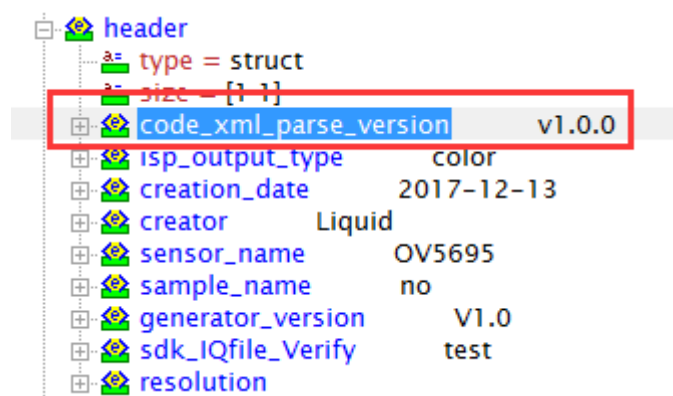 header
a= type = struct
a= size = [1 1]
code_xml_parse_version v1.0.0
isp_output_type color
creation_date 2017-12-13
creator Liquid
sensor_name OV5695
sample_name no
generator_version V1.0
sdk_IQfile_Verify test
resolution